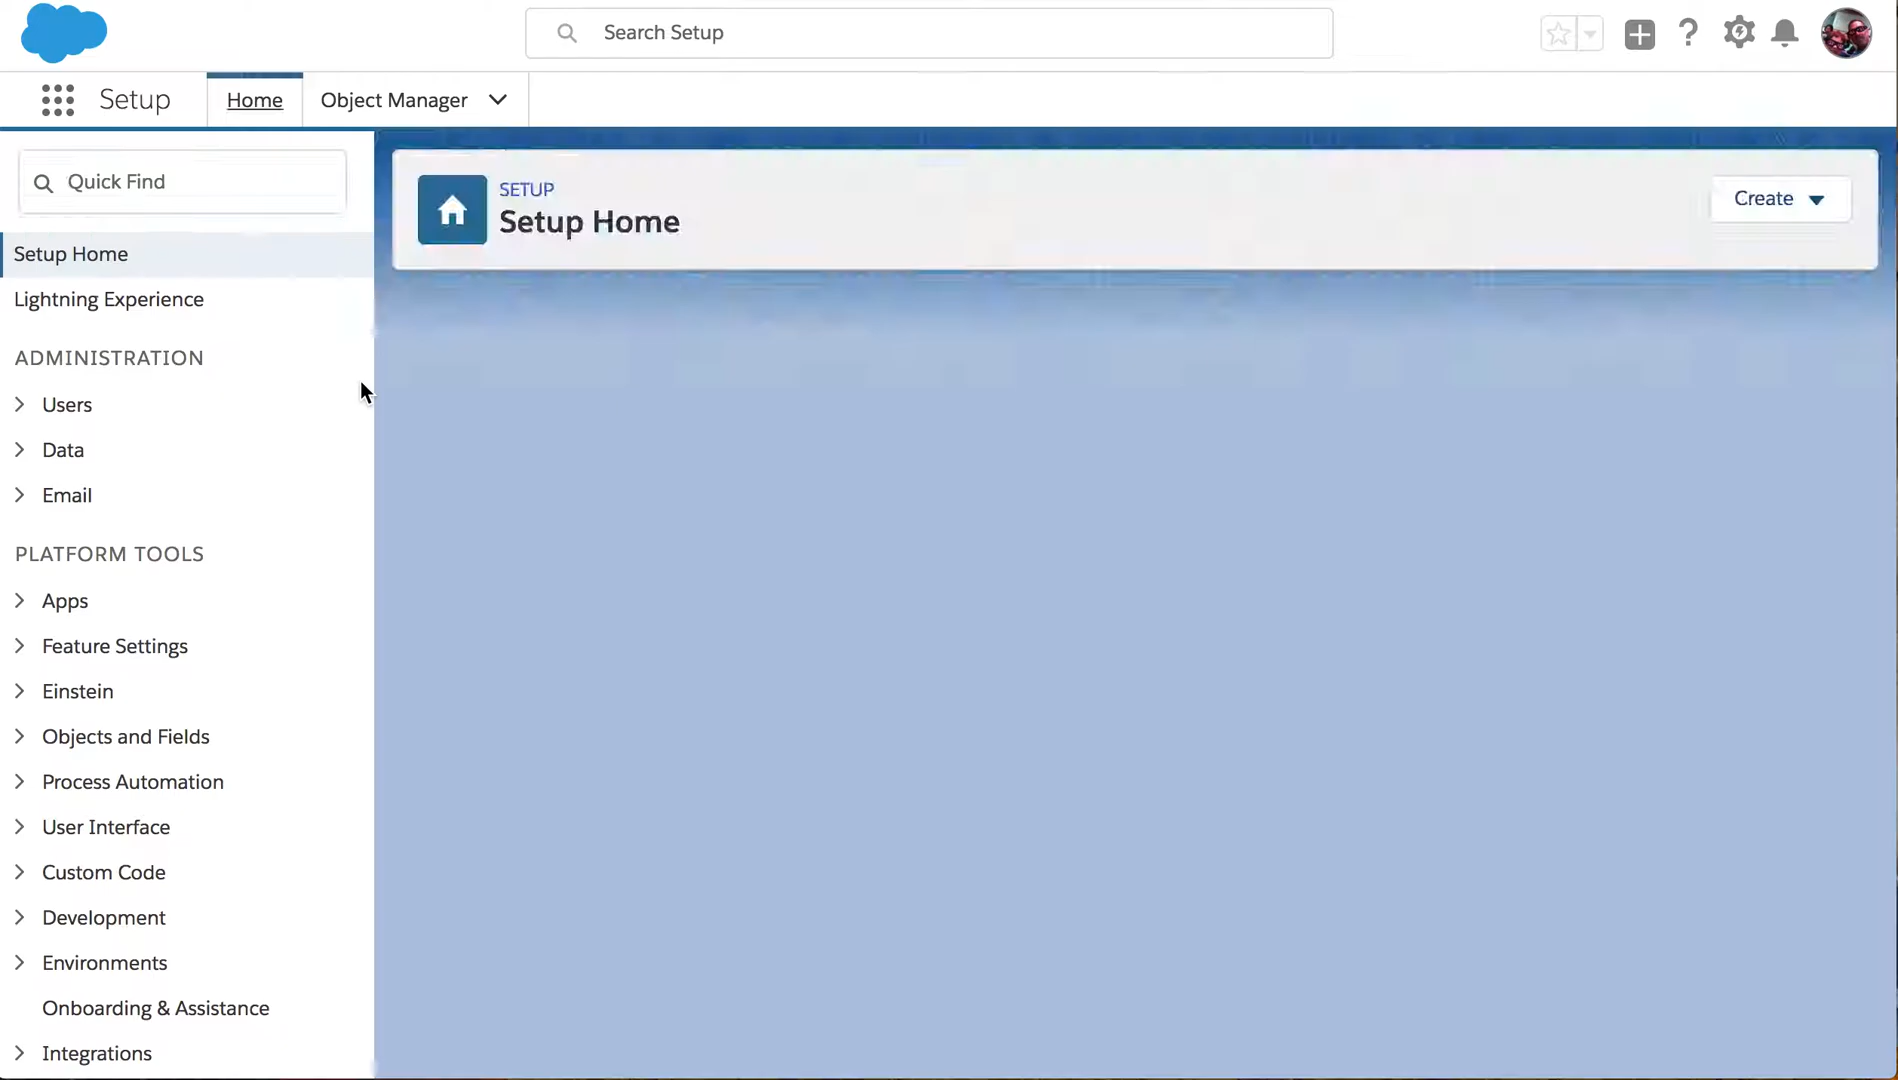 Search Setup
Setup
Home
Object Manager
Quick Find
Setup Home
Lightning Experience
ADMINISTRATION
Users
Data
Email
PLATFORM TOOLS
Apps
Feature Settings
Einstein
Objects and Fields
Process Automation
User Interface
Custom Code
Development
Environments
Onboarding & Assistance
Integrations
SETUP
Setup Home
Create